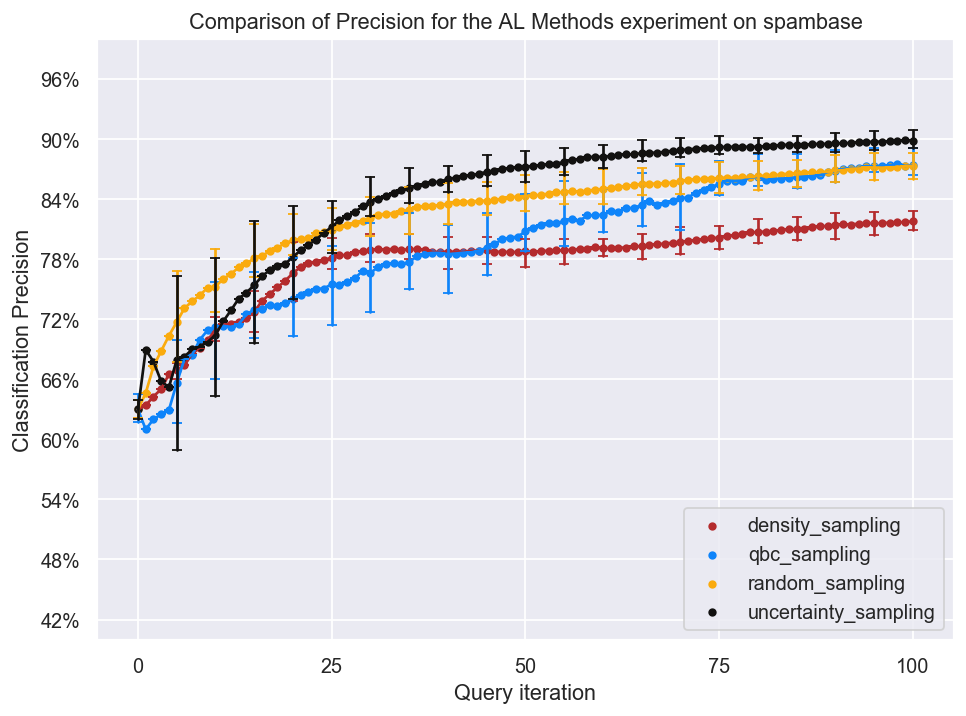 Comparison of Precision for the AL Methods experiment on spambase
Classification Precision
96%
90%
84%
78%
72%
66%
60%
54%
48%
42%
density_sampling
qbc_sampling
random_sampling
uncertainty_sampling
0 25 50 75 100
Query iteration